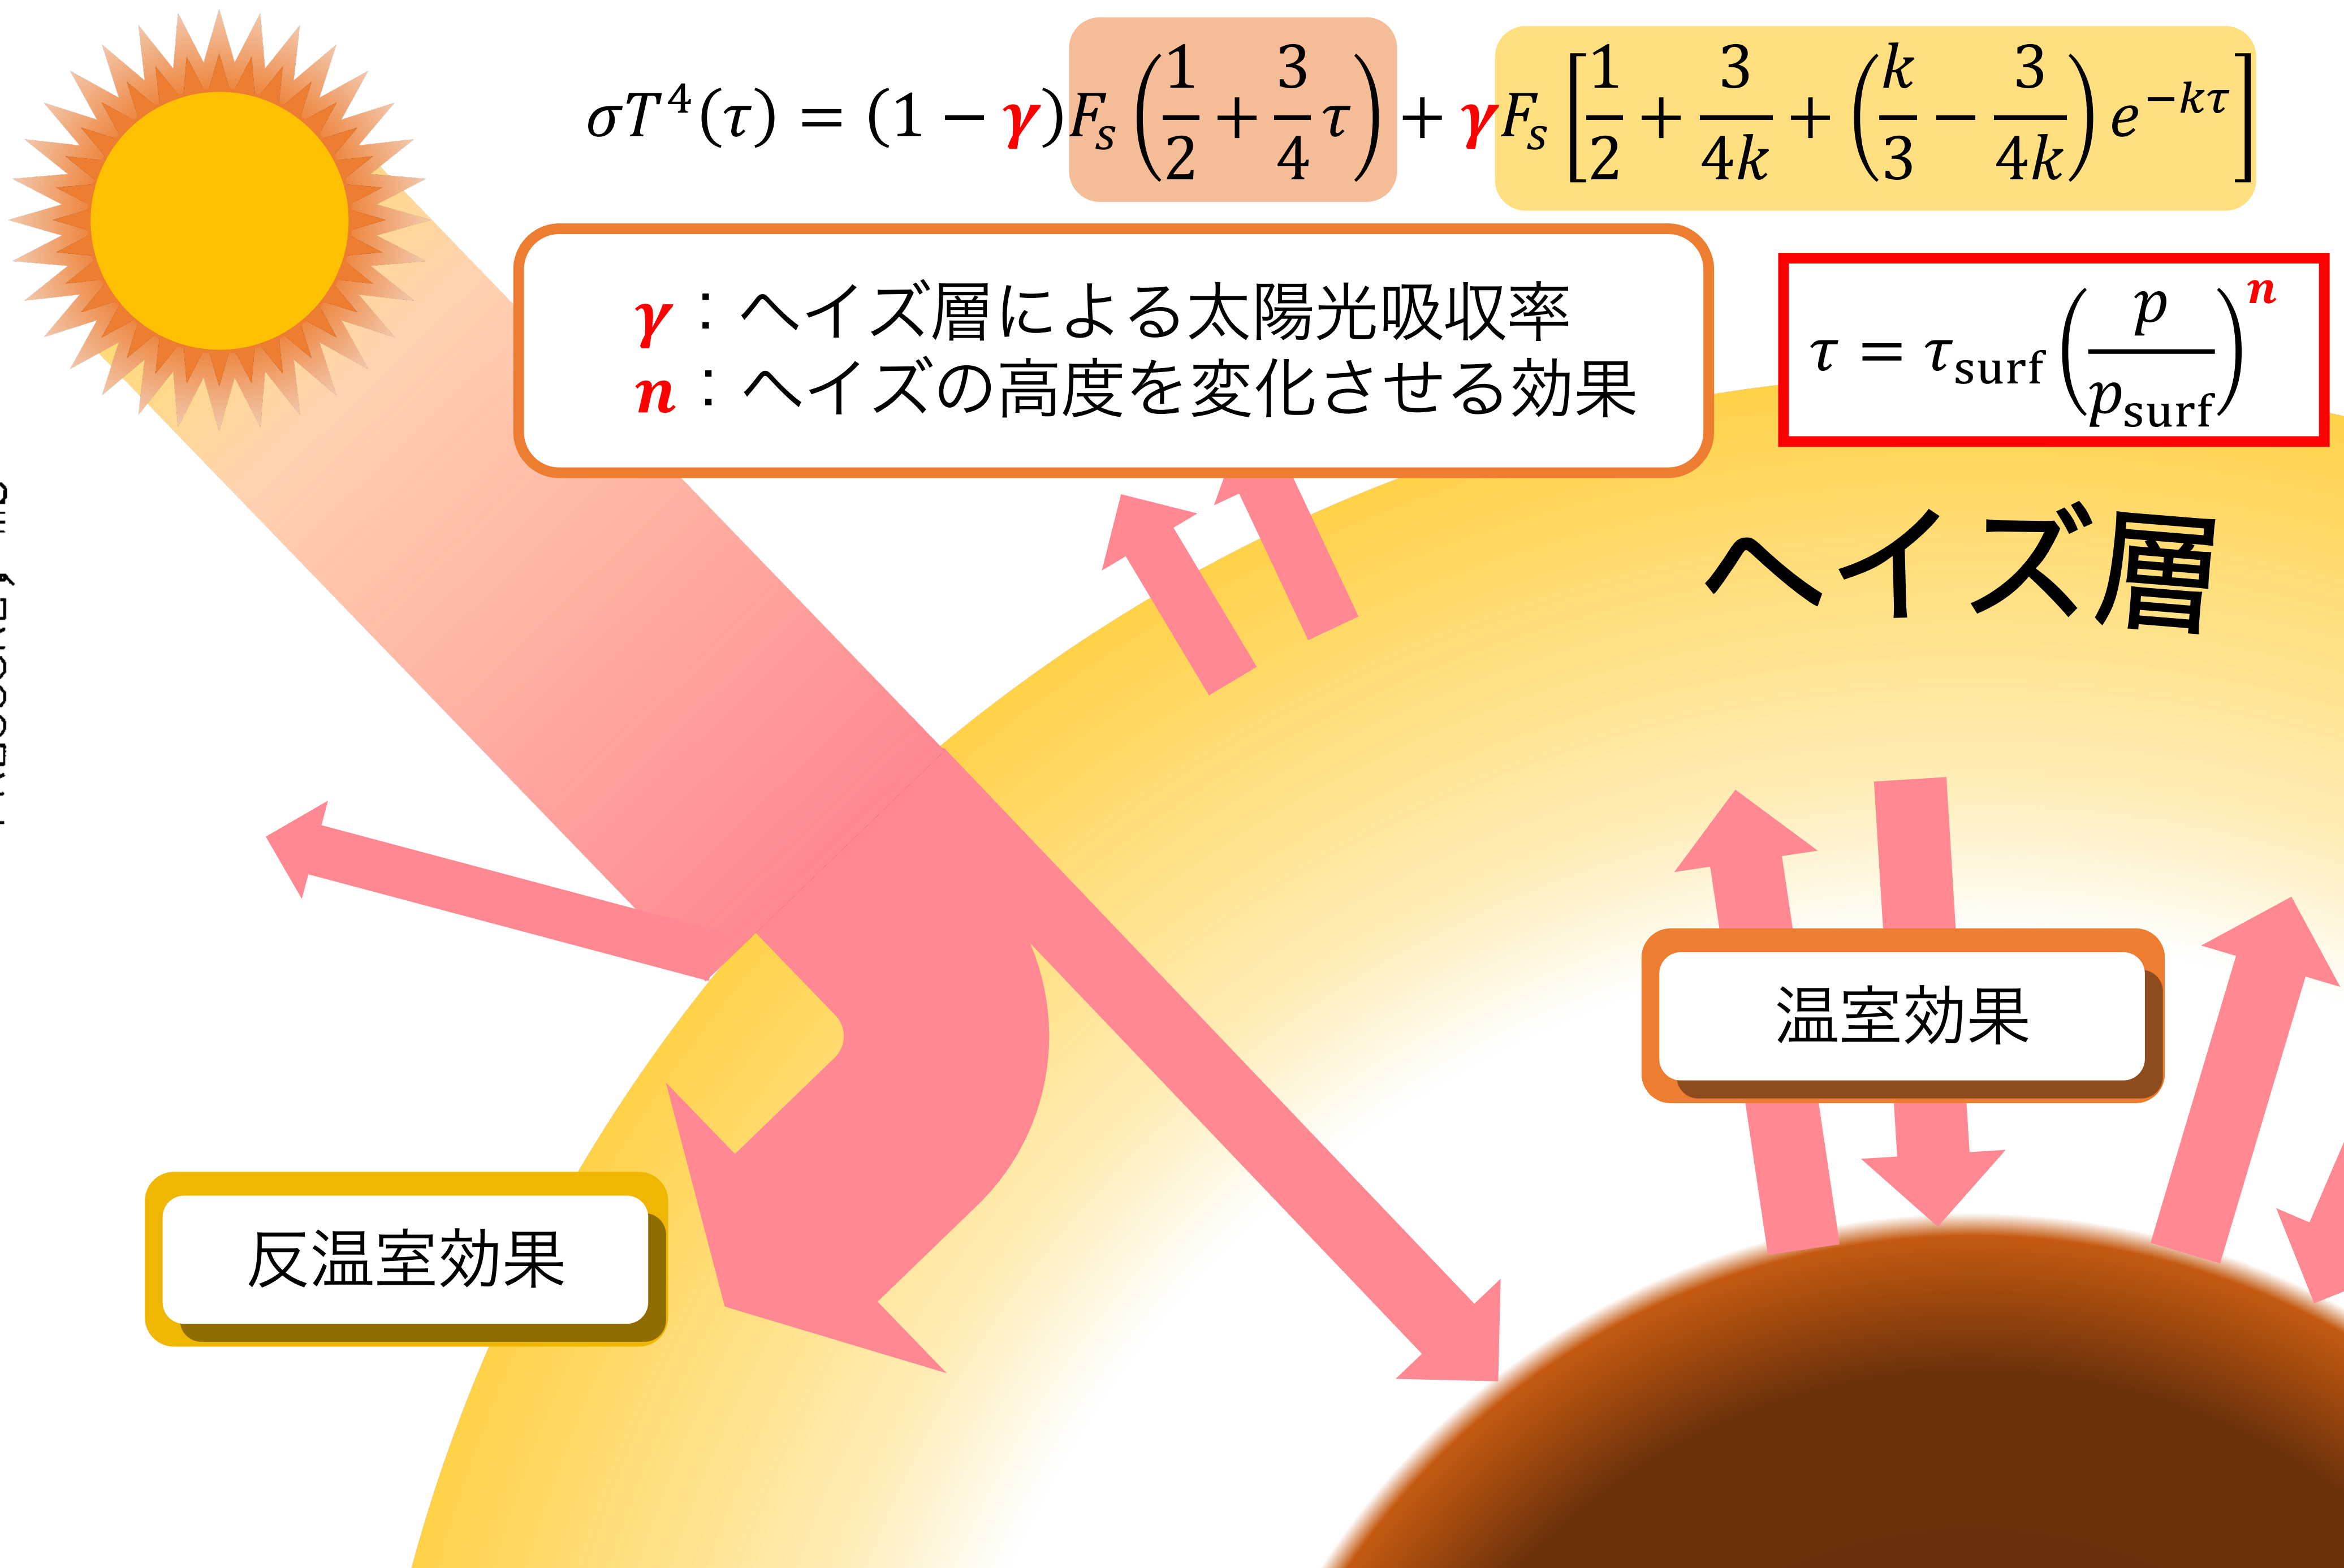 σT⁴(τ) = (1 − γ)Fₛ(1/2 + 3/4 τ) + γFₛ[1/2 + 3/4k + (k/3 − 3/4k)e^{−kτ}]
γ：ヘイズ層による太陽光吸収率
n：ヘイズの高度を変化させる効果
τ = τ_surf (p/p_surf)^n
ヘイズ層
温室効果
反温室効果